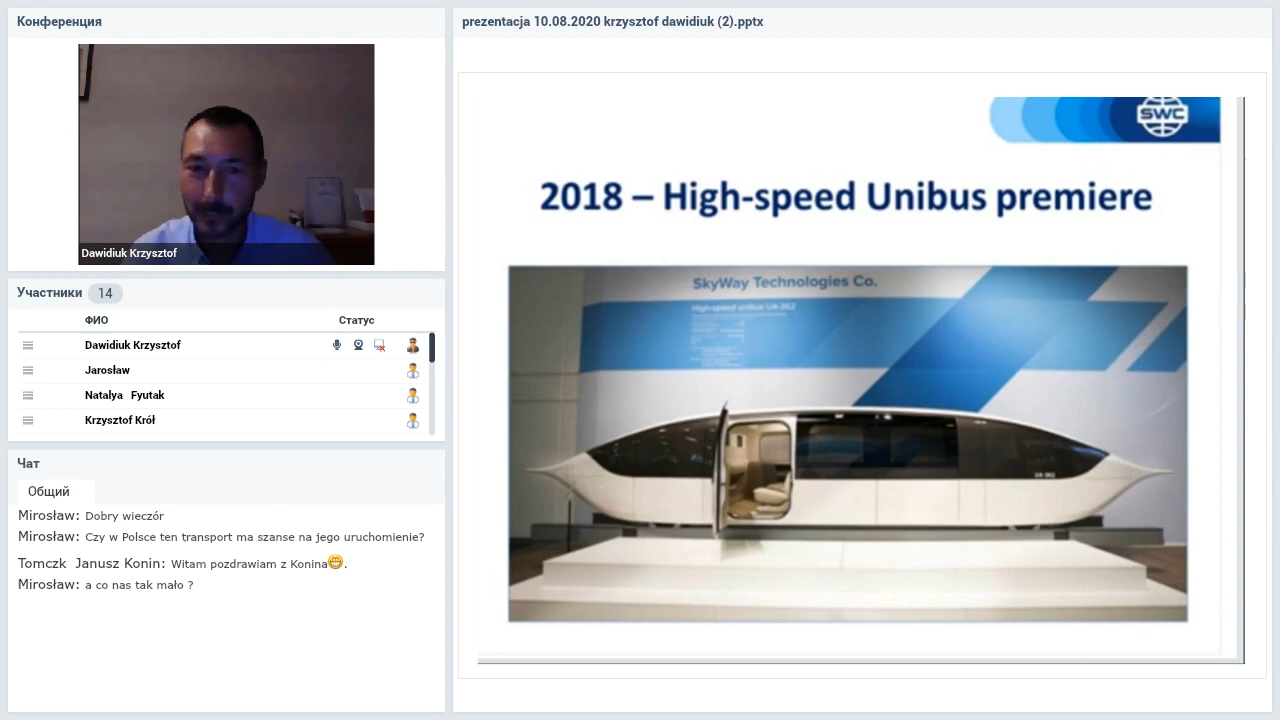 Конференция
Dawidiuk Krzysztof
Участники 14
ФИО Статус
Dawidiuk Krzysztof
Jarosław
Natalya Fyutak
Krzysztof Król
Чат
Общий
Mirosław: Dobry wieczór
Mirosław: Czy w Polsce ten transport ma szanse na jego uruchomienie?
Tomczk Janusz Konin: Witam pozdrawiam z Konina😁.
Mirosław: a co nas tak mało ?
prezentacja 10.08.2020 krzysztof dawidiuk (2).pptx
SWC
2018 – High-speed Unibus premiere
SkyWay Technologies Co.
High-speed unibus U4-362